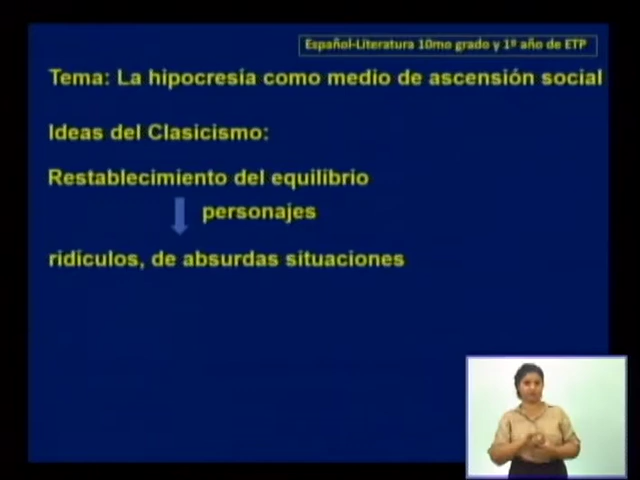 Español-Literatura 10mo grado y 1º año de ETP
Tema: La hipocresía como medio de ascensión social
Ideas del Clasicismo:
Restablecimiento del equilibrio
personajes
ridículos, de absurdas situaciones